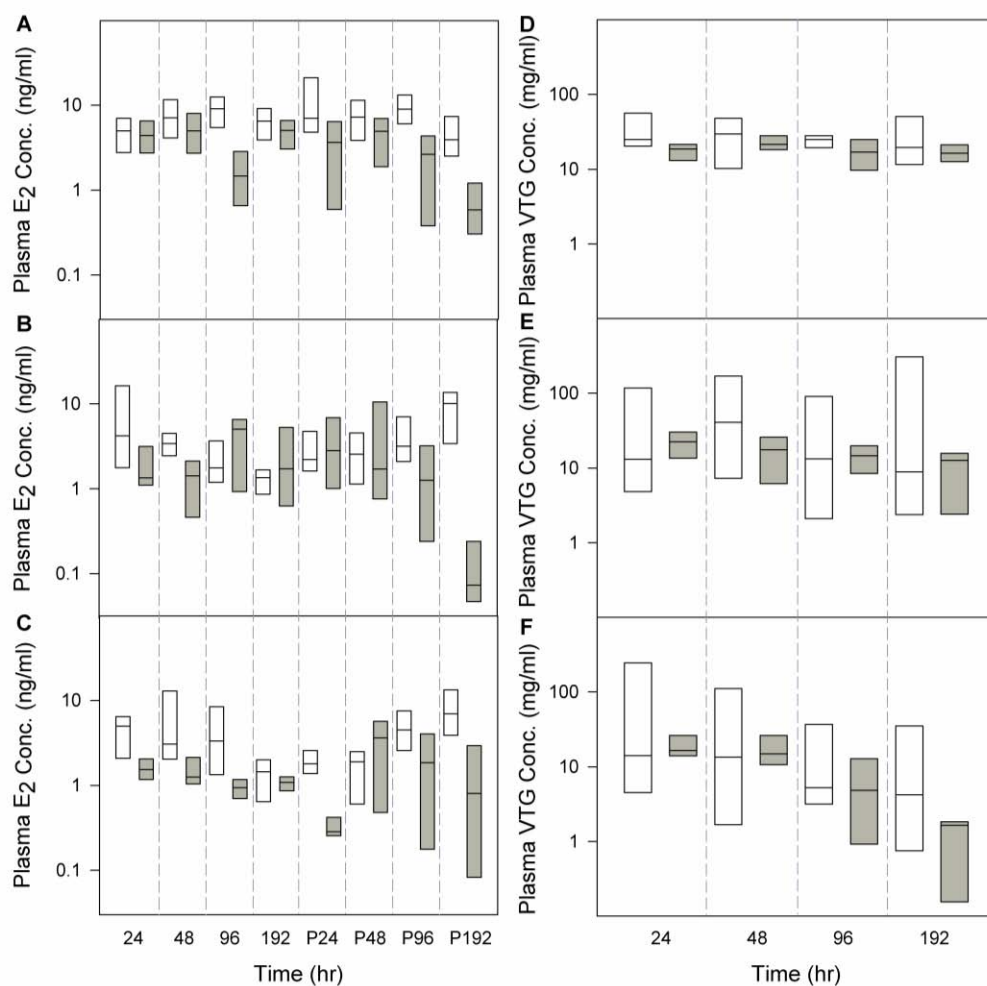 A
Plasma E2 Conc. (ng/ml)
10
1
0.1
B
Plasma E2 Conc. (ng/ml)
10
1
0.1
C
Plasma E2 Conc. (ng/ml)
10
1
0.1
24 48 96 192 P24 P48 P96 P192
Time (hr)
D
Plasma VTG Conc. (mg/ml)
100
10
1
E
Plasma VTG Conc. (mg/ml)
100
10
1
F
Plasma VTG Conc. (mg/ml)
100
10
1
24 48 96 192
Time (hr)